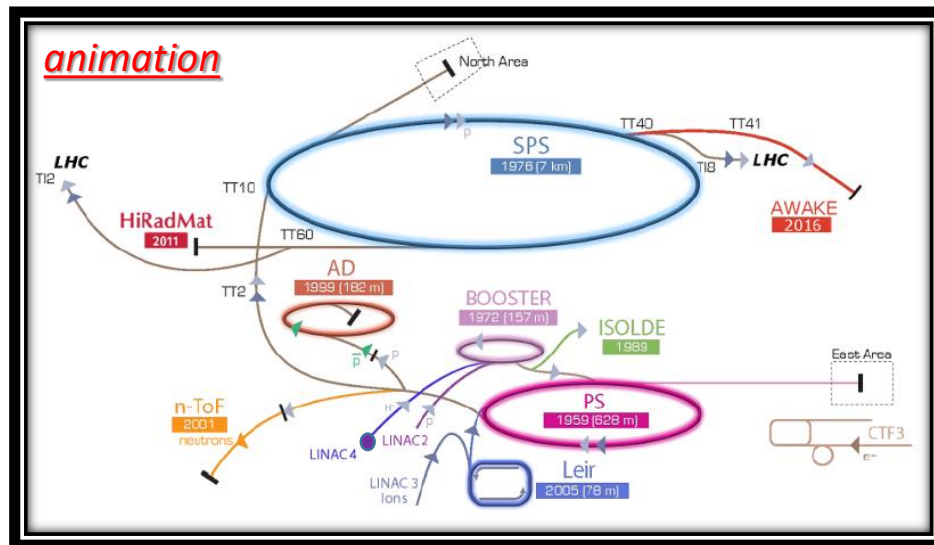 animation
North Area
p
SPS
1976 (7 km)
TT40
TT41
LHC
TI2
TT10
TI8
LHC
HiRadMat
2011
TT60
AWAKE
2016
TT2
AD
1999 (182 m)
BOOSTER
1972 (157 m)
ISOLDE
1989
p
p
East Area
n-ToF
2001
neutrons
PS
1959 (628 m)
p
LINAC2
LINAC4
CTF3
e-
LINAC 3
Ions
Leir
2005 (78 m)